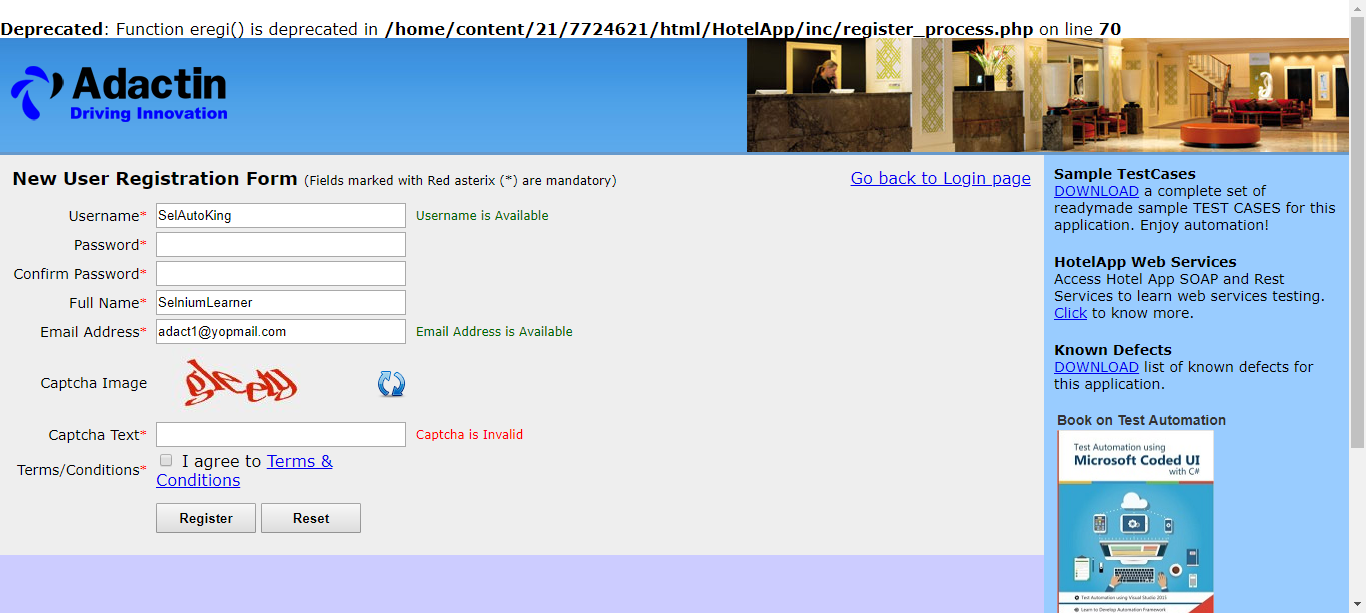 Deprecated: Function eregi() is deprecated in /home/content/21/7724621/html/HotelApp/inc/register_process.php on line 70
Adactin
Driving Innovation
New User Registration Form (Fields marked with Red asterix (*) are mandatory)
Go back to Login page
Username* SelAutoKing Username is Available
Password*
Confirm Password*
Full Name* SelniumLearner
Email Address* adact1@yopmail.com Email Address is Available
Captcha Image
Captcha Text* Captcha is Invalid
Terms/Conditions* I agree to Terms &
Conditions
Register Reset
Sample TestCases
DOWNLOAD a complete set of
readymade sample TEST CASES for this
application. Enjoy automation!
HotelApp Web Services
Access Hotel App SOAP and Rest
Services to learn web services testing.
Click to know more.
Known Defects
DOWNLOAD list of known defects for
this application.
Book on Test Automation
Test Automation using
Microsoft Coded UI
with C#
Test Automation using Visual Studio 2015
Learn to Develop Automation Framework